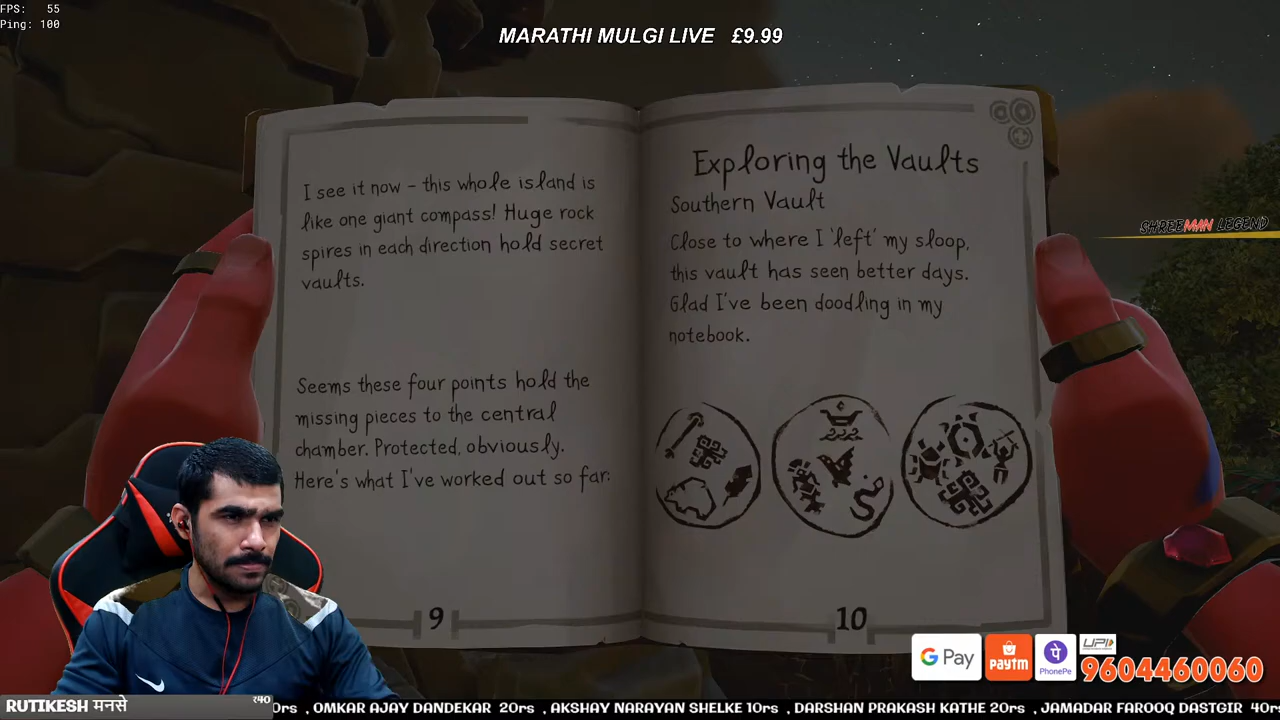 FPS: 55
Ping: 100
MARATHI MULGI LIVE £9.99
SHREEMAN LEGEND
I see it now - this whole island is
like one giant compass! Huge rock
spires in each direction hold secret
vaults.
Seems these four points hold the
missing pieces to the central
chamber. Protected, obviously.
Here's what I've worked out so far:
9
Exploring the Vaults
Southern Vault
Close to where I 'left' my sloop,
this vault has seen better days.
Glad I've been doodling in my
notebook.
10
G Pay
Paytm
पे
PhonePe
UPI
9604460060
RUTIKESH मनसे
₹40
0rs , OMKAR AJAY DANDEKAR 20rs , AKSHAY NARAYAN SHELKE 10rs , DARSHAN PRAKASH KATHE 20rs , JAMADAR FAROOQ DASTGIR 40rs